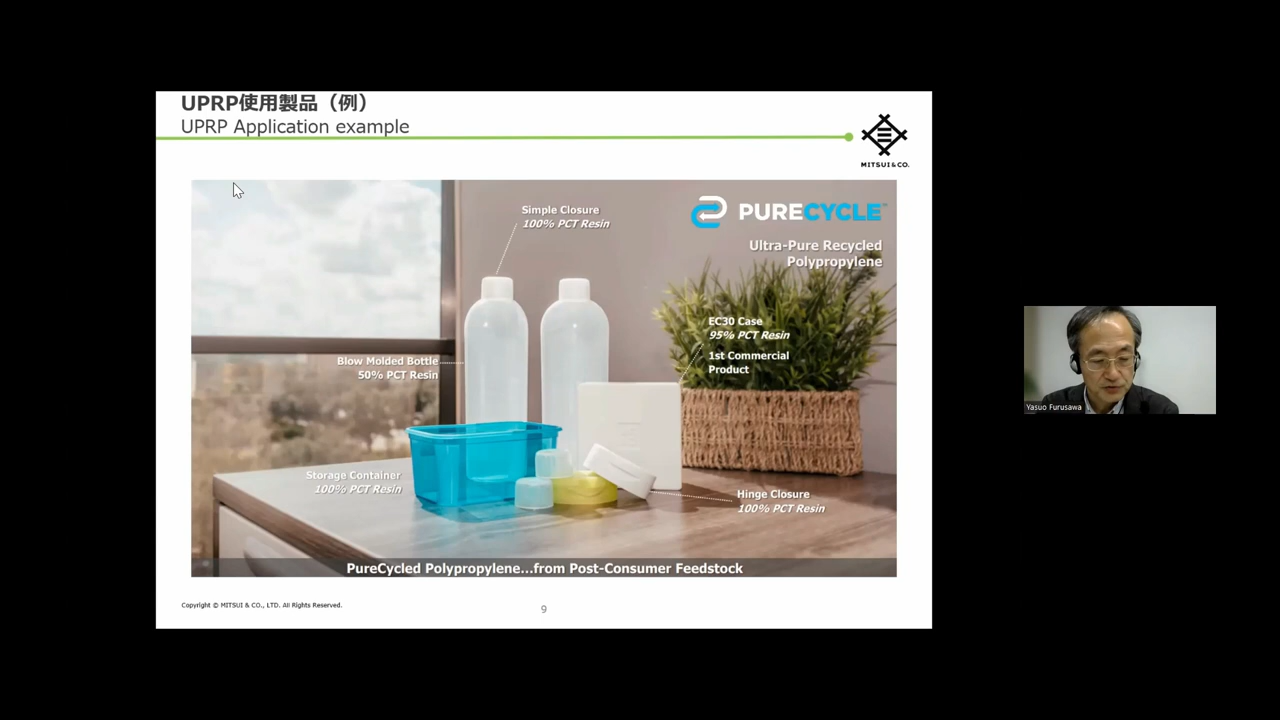 UPRP使用製品（例）
UPRP Application example
MITSUI & CO.
Simple Closure
100% PCT Resin
PURECYCLE™
Ultra-Pure Recycled
Polypropylene
EC30 Case
95% PCT Resin
1st Commercial
Product
Blow Molded Bottle
50% PCT Resin
Storage Container
100% PCT Resin
Hinge Closure
100% PCT Resin
PureCycled Polypropylene...from Post-Consumer Feedstock
Copyright © MITSUI & CO., LTD. All Rights Reserved.
9
Yasuo Furusawa